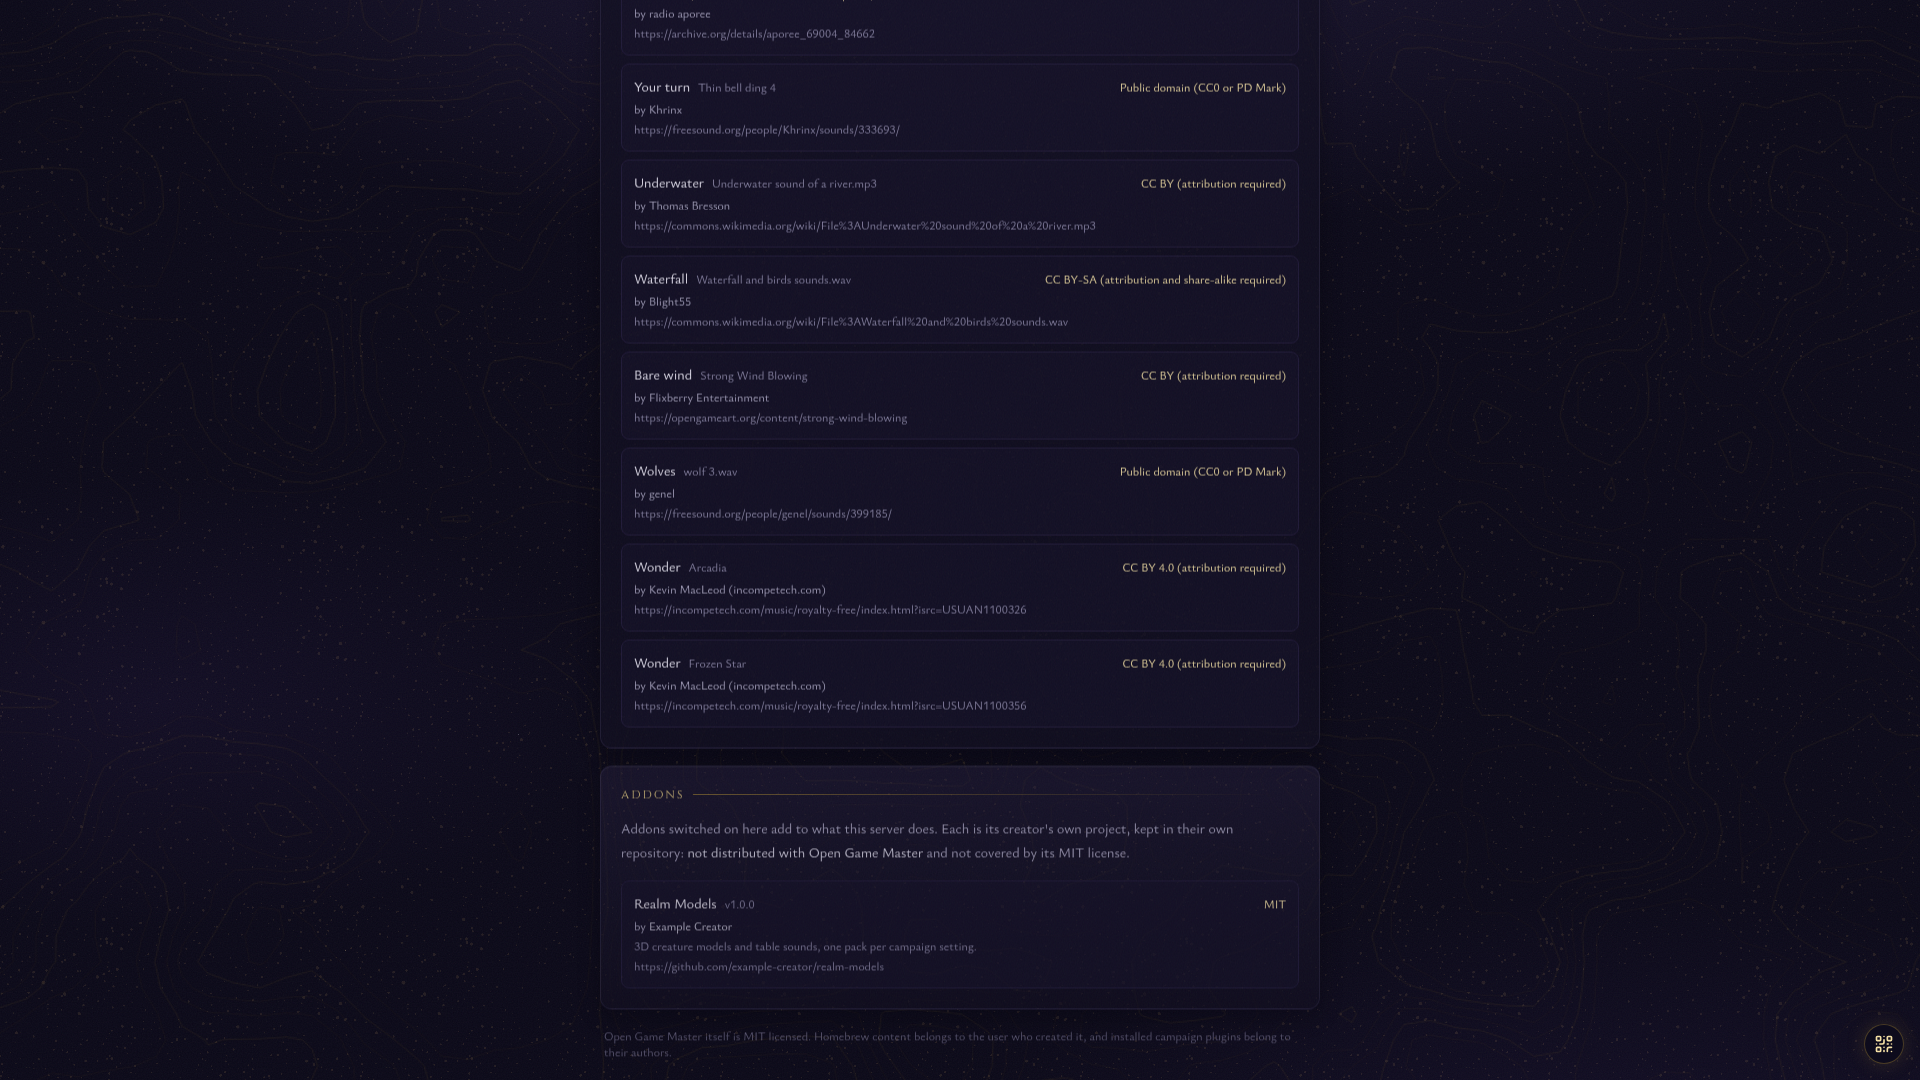 by radio aporee
https://archive.org/details/aporee_69004_84662
Your turn Thin bell ding 4 Public domain (CC0 or PD Mark)
by Khrinx
https://freesound.org/people/Khrinx/sounds/333693/
Underwater Underwater sound of a river.mp3 CC BY (attribution required)
by Thomas Bresson
https://commons.wikimedia.org/wiki/File%3AUnderwater%20sound%20of%20a%20river.mp3
Waterfall Waterfall and birds sounds.wav CC BY-SA (attribution and share-alike required)
by Blight55
https://commons.wikimedia.org/wiki/File%3AWaterfall%20and%20birds%20sounds.wav
Bare wind Strong Wind Blowing CC BY (attribution required)
by Flixberry Entertainment
https://opengameart.org/content/strong-wind-blowing
Wolves wolf 3.wav Public domain (CC0 or PD Mark)
by genel
https://freesound.org/people/genel/sounds/399185/
Wonder Arcadia CC BY 4.0 (attribution required)
by Kevin MacLeod (incompetech.com)
https://incompetech.com/music/royalty-free/index.html?isrc=USUAN1100326
Wonder Frozen Star CC BY 4.0 (attribution required)
by Kevin MacLeod (incompetech.com)
https://incompetech.com/music/royalty-free/index.html?isrc=USUAN1100356
ADDONS
Addons switched on here add to what this server does. Each is its creator's own project, kept in their own
repository: not distributed with Open Game Master and not covered by its MIT license.
Realm Models v1.0.0 MIT
by Example Creator
3D creature models and table sounds, one pack per campaign setting.
https://github.com/example-creator/realm-models
Open Game Master itself is MIT licensed. Homebrew content belongs to the user who created it, and installed campaign plugins belong to
their authors.